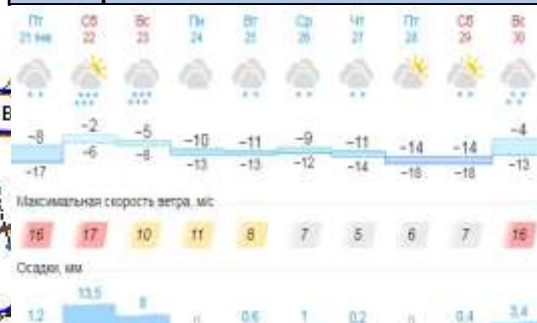 Пт Сб Вс Пн Вт Ср Чт Пт Сб Вс
21 янв 22 23 24 25 26 27 28 29 30
-8 -2 -5 -10 -11 -9 -11 -14 -14 -4
-17 -6 -8 -13 -13 -12 -14 -18 -18 -13
Максимальная скорость ветра, м/с
16 17 10 11 8 7 5 6 7 16
Осадки, мм
1,2 13,5 8 0,6 1 0,2 0,4 3,4